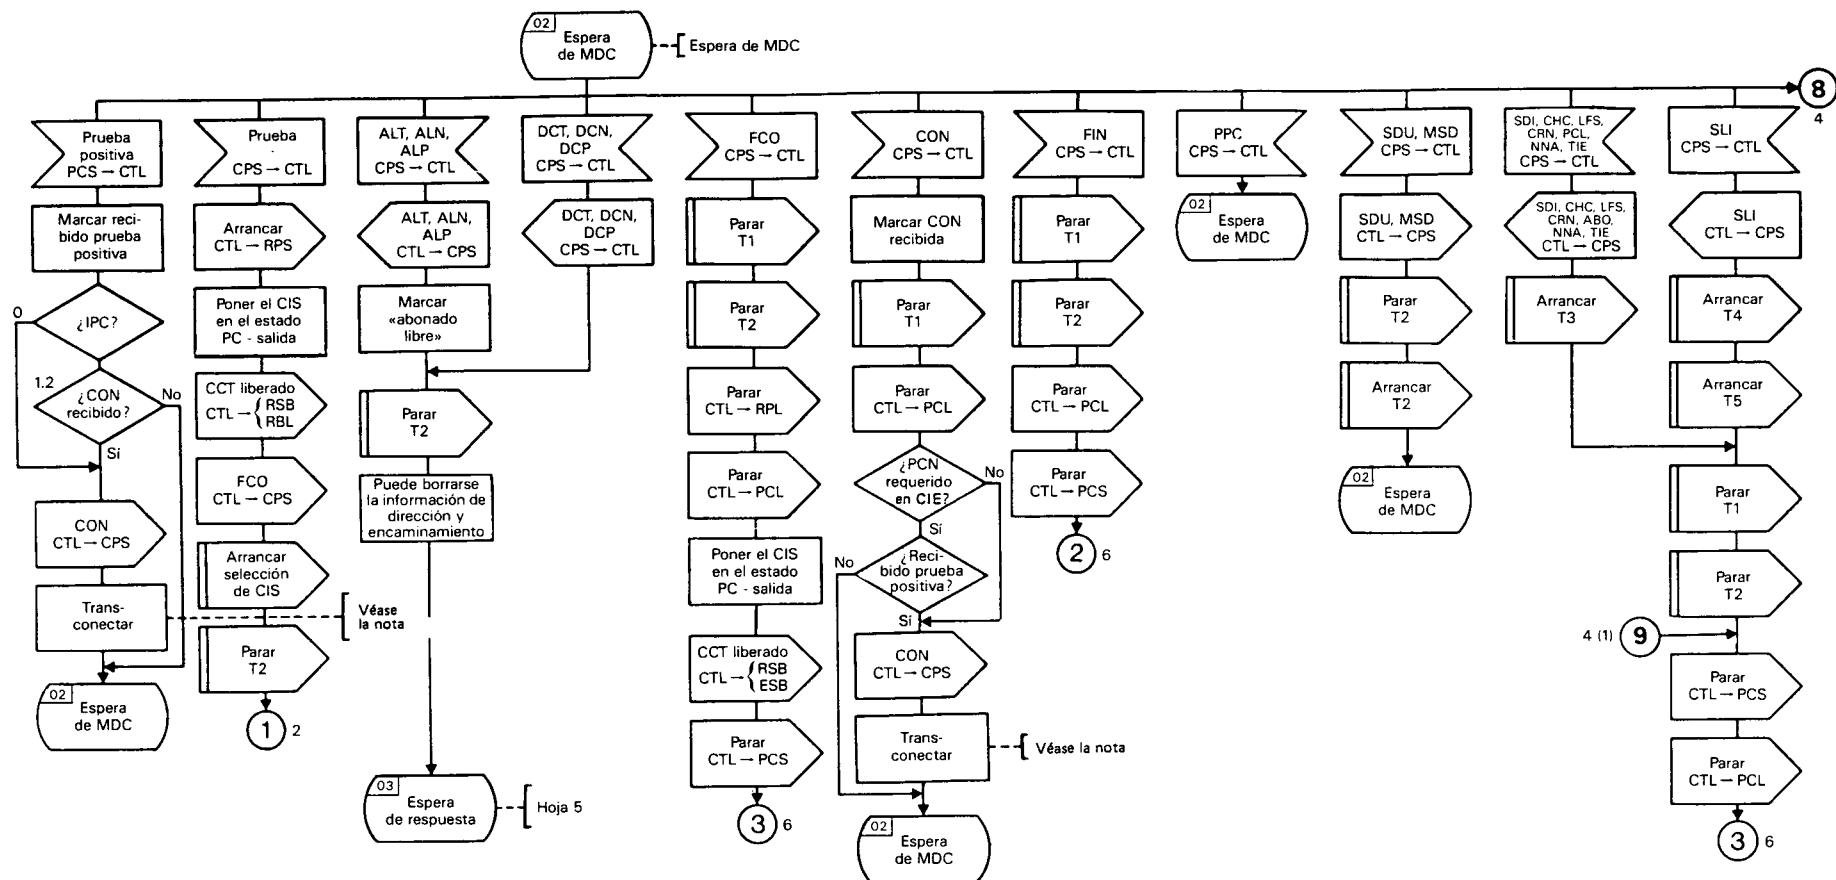 02
Espera
de MDC
Espera de MDC
8
4
Prueba
positiva
PCS → CTL
Marcar reci-
bido prueba
positiva
¿IPC?
0
1.2
¿CON
recibido?
No
Sí
CON
CTL → CPS
Trans-
conectar
Véase
la nota
02
Espera
de MDC
Prueba
CPS → CTL
Arrancar
CTL → RPS
Poner el CIS
en el estado
PC - salida
CCT liberado
CTL → { RSB
RBL
FCO
CTL → CPS
Arrancar
selección
de CIS
Parar
T2
1
2
ALT, ALN,
ALP
CPS → CTL
ALT, ALN,
ALP
CTL → CPS
Marcar
«abonado
libre»
Parar
T2
Puede borrarse
la información de
dirección y
encaminamiento
03
Espera
de respuesta
Hoja 5
DCT, DCN,
DCP
CPS → CTL
DCT, DCN,
DCP
CPS → CTL
FCO
CPS → CTL
Parar
T1
Parar
T2
Parar
CTL → RPL
Parar
CTL → PCL
Poner el CIS
en el estado
PC - salida
CCT liberado
CTL → { RSB
ESB
Parar
CTL → PCS
3
6
CON
CPS → CTL
Marcar CON
recibida
Parar
T1
Parar
CTL → PCL
¿PCN
requerido
en CIE?
No
Sí
¿Reci-
bido prueba
positiva?
No
Sí
CON
CTL → CPS
Trans-
conectar
Véase la nota
02
Espera
de MDC
FIN
CPS → CTL
Parar
T1
Parar
T2
Parar
CTL → PCL
Parar
CTL → PCS
2
6
PPC
CPS → CTL
02
Espera
de MDC
SDU, MSD
CPS → CTL
SDU, MSD
CTL → CPS
Parar
T2
Arrancar
T2
02
Espera
de MDC
SDI, CHC, LFS,
CRN, PCL,
NNA, TIE
CPS → CTL
SDI, CHC, LFS,
CRN, ABO,
NNA, TIE
CTL → CPS
Arrancar
T3
SLI
CPS → CTL
SLI
CTL → CPS
Arrancar
T4
Arrancar
T5
Parar
T1
Parar
T2
4 (1)
9
Parar
CTL → PCS
Parar
CTL → PCL
3
6